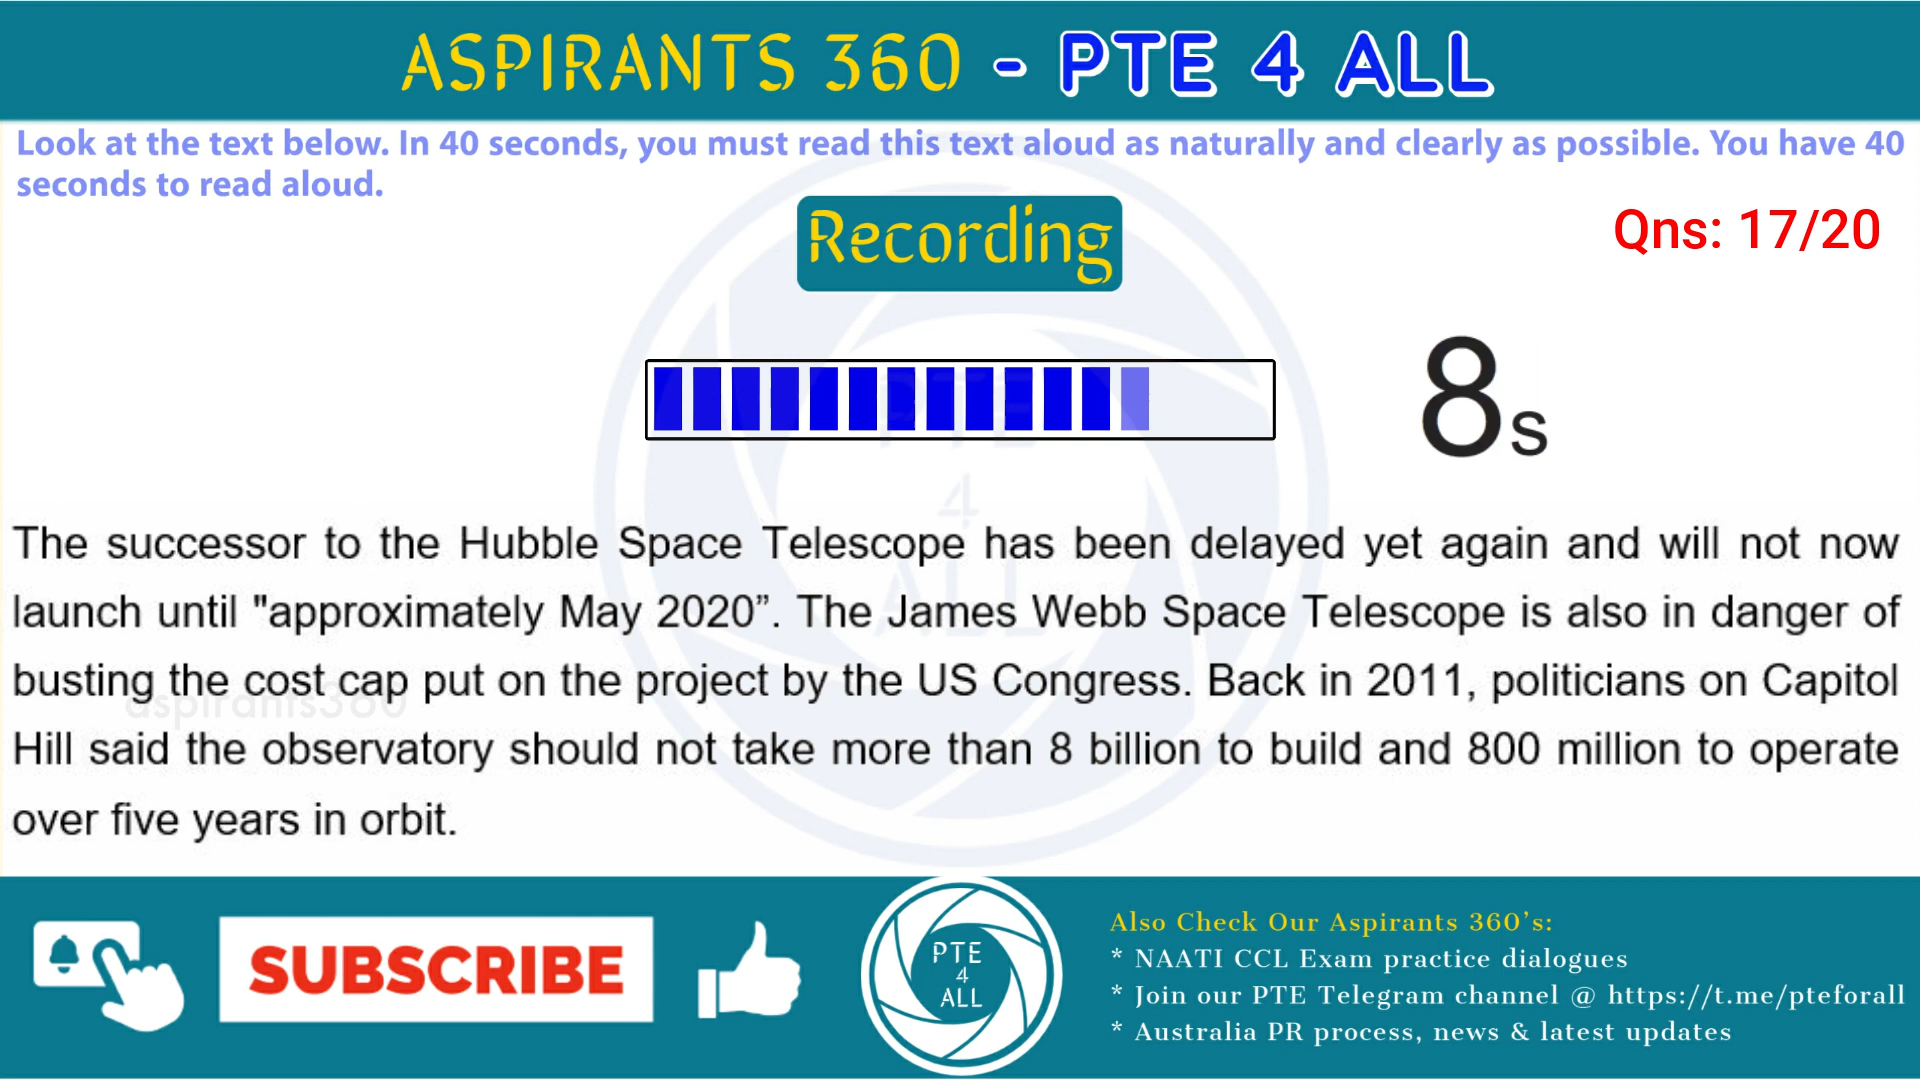 ASPIRANTS 360 - PTE 4 ALL
Look at the text below. In 40 seconds, you must read this text aloud as naturally and clearly as possible. You have 40
seconds to read aloud.
Recording
Qns: 17/20
8s
PTE
4
ALL
The successor to the Hubble Space Telescope has been delayed yet again and will not now
launch until "approximately May 2020”. The James Webb Space Telescope is also in danger of
busting the cost cap put on the project by the US Congress. Back in 2011, politicians on Capitol
aspirants360
Hill said the observatory should not take more than 8 billion to build and 800 million to operate
over five years in orbit.
SUBSCRIBE
PTE
4
ALL
Also Check Our Aspirants 360's:
* NAATI CCL Exam practice dialogues
* Join our PTE Telegram channel @ https://t.me/pteforall
* Australia PR process, news & latest updates